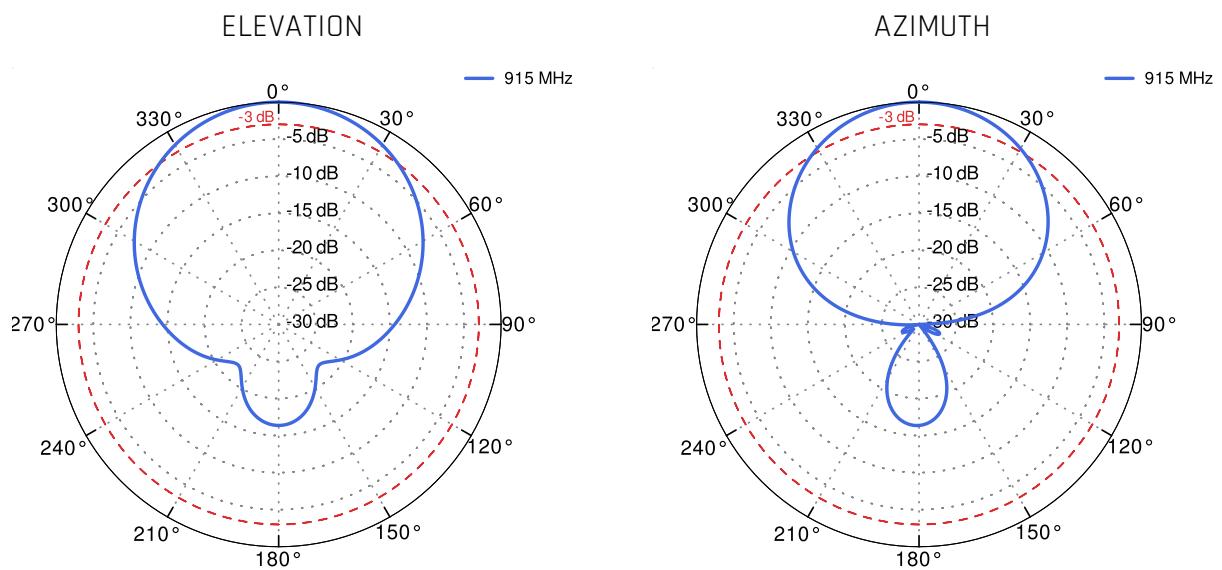 ELEVATION
915 MHz
0°
330°
-3 dB
30°
-5 dB
-10 dB
300°
60°
-15 dB
-20 dB
-25 dB
270°
-30 dB
90°
240°
120°
210°
150°
180°
AZIMUTH
915 MHz
0°
330°
-3 dB
30°
-5 dB
-10 dB
300°
60°
-15 dB
-20 dB
-25 dB
270°
-30 dB
90°
240°
120°
210°
150°
180°